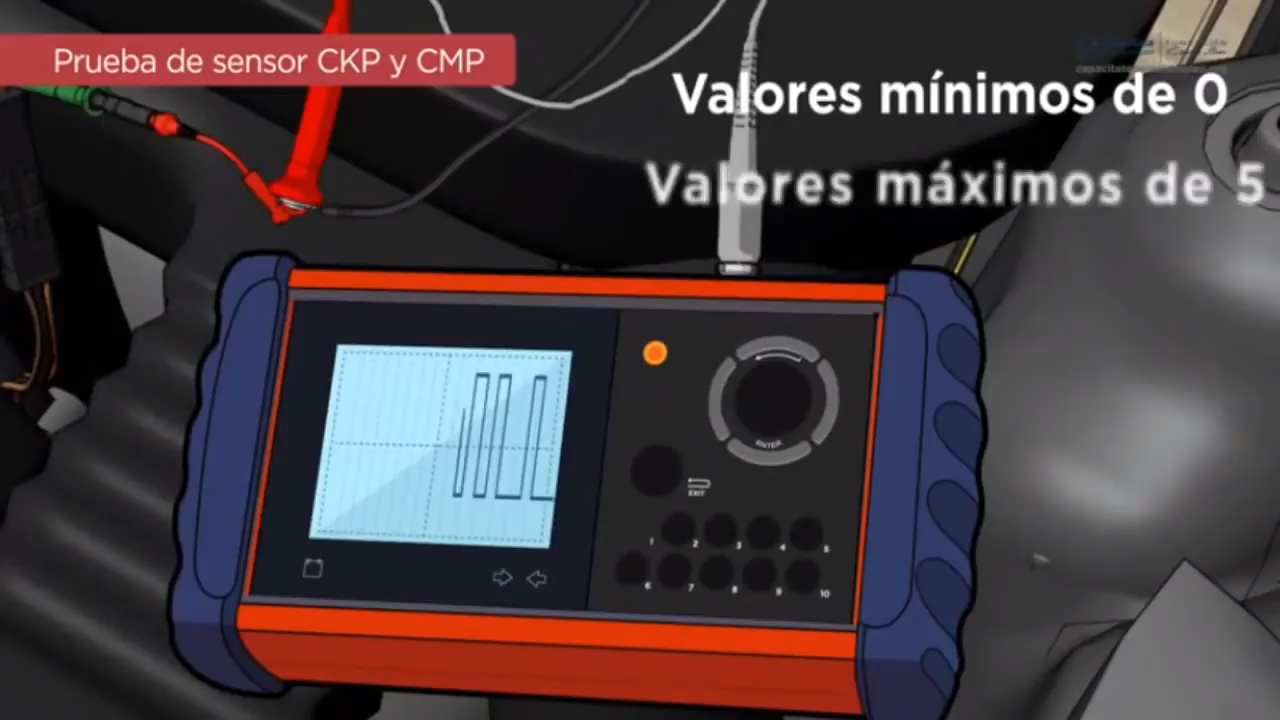 Prueba de sensor CKP y CMP
Valores mínimos de 0
Valores máximos de 5
ENTER
EXIT
1 2 3 4 5
6 7 8 9 10